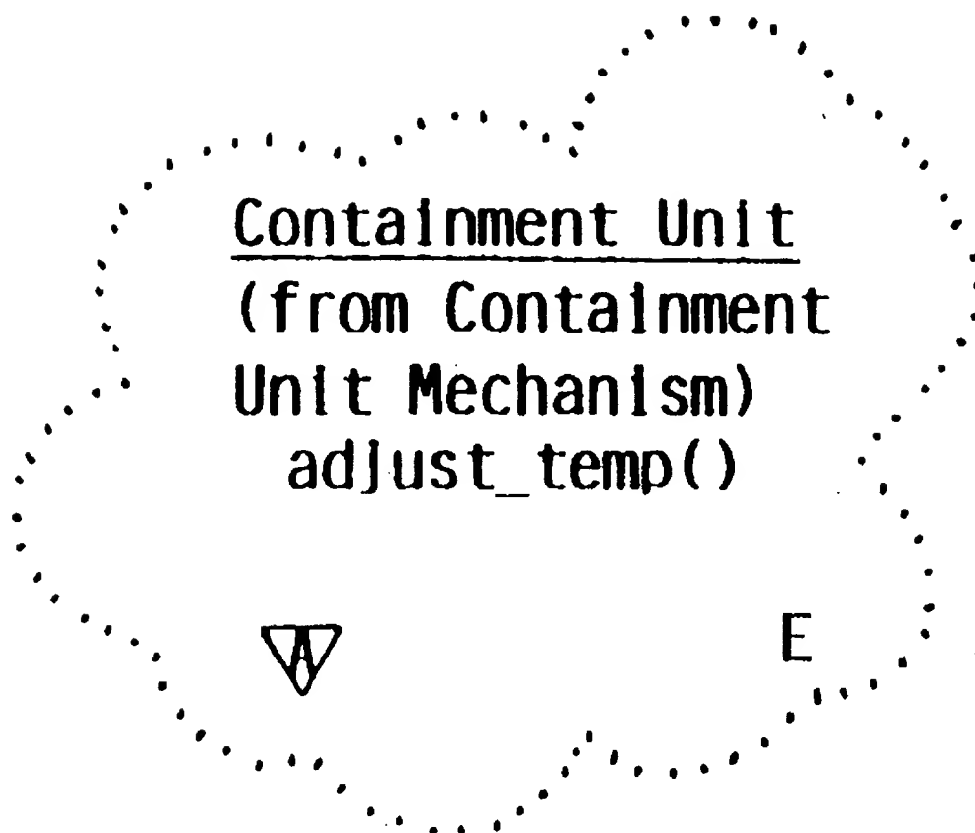 Containment Unit
(from Containment
Unit Mechanism)
adjust_temp()
A
E